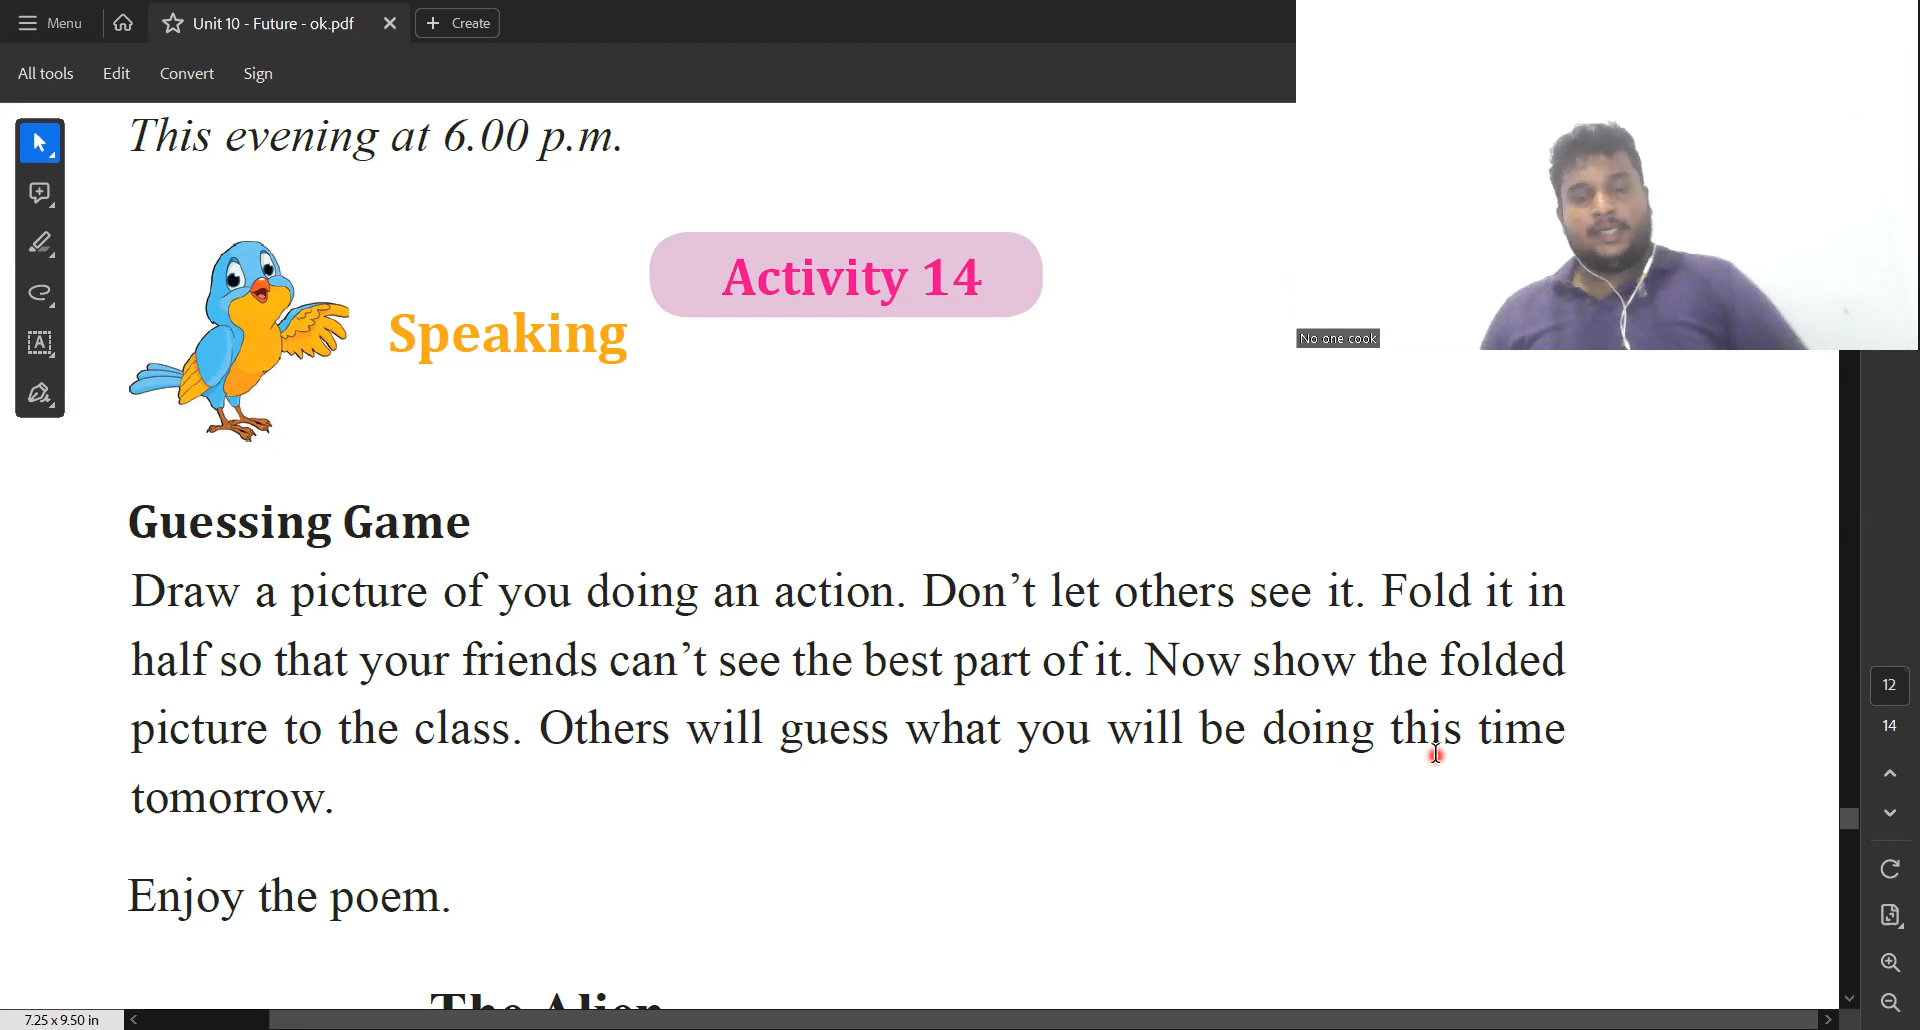 Menu
Unit 10 - Future - ok.pdf
Create
All tools Edit Convert Sign
This evening at 6.00 p.m.
Activity 14
Speaking
No one cook
Guessing Game
Draw a picture of you doing an action. Don’t let others see it. Fold it in
half so that your friends can’t see the best part of it. Now show the folded
picture to the class. Others will guess what you will be doing this time
tomorrow.
Enjoy the poem.
The Alien
12
14
7.25 x 9.50 in